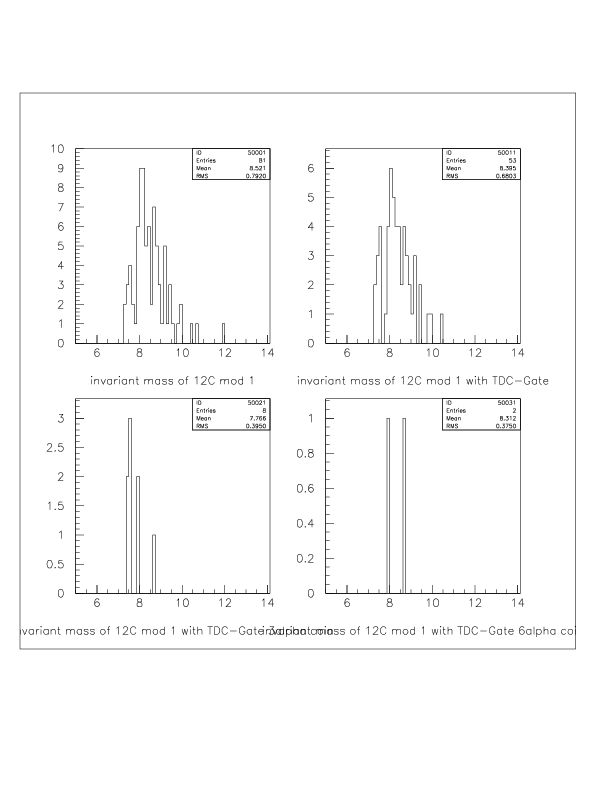 ID 50001
Entries 81
Mean 8.521
RMS 0.7920
10
9
8
7
6
5
4
3
2
1
0
6 8 10 12 14
invariant mass of 12C mod 1
ID 50011
Entries 53
Mean 8.395
RMS 0.6803
6
5
4
3
2
1
0
6 8 10 12 14
invariant mass of 12C mod 1 with TDC-Gate
ID 50021
Entries 8
Mean 7.766
RMS 0.3950
3
2.5
2
1.5
1
0.5
0
6 8 10 12 14
variant mass of 12C mod 1 with TDC-Gate 3alpha coin
ID 50031
Entries 2
Mean 8.312
RMS 0.3750
1
0.8
0.6
0.4
0.2
0
6 8 10 12 14
invariant mass of 12C mod 1 with TDC-Gate 6alpha coi